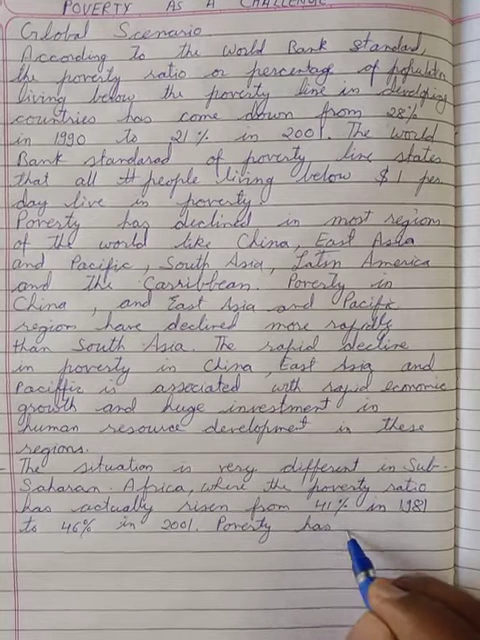 POVERTY AS A CHALLENGE
Global Scenario
According to the World Bank standard,
the poverty ratio or percentage of population
living below the poverty line in developing
countries has come down from 28%
in 1990 to 21% in 2001. The World
Bank standarad of poverty line states
that all people living below $1 per
day live in poverty
Poverty has declined in most regions
of the world like China, East Asia
and Pacific, South Asia, Latin America
and the Carribbean. Poverty in
China, and East Asia and Pacific
region have declined more rapidly
than South Asia. The rapid decline
in poverty in China, East Asia and
Paciffic is associated with rapid economic
growth and huge investment in
human resource development in these
regions.
The situation is very different in Sub-
Saharan Africa, where the poverty ratio
has actually risen from 41% in 1981
to 46% in 2001. Poverty has